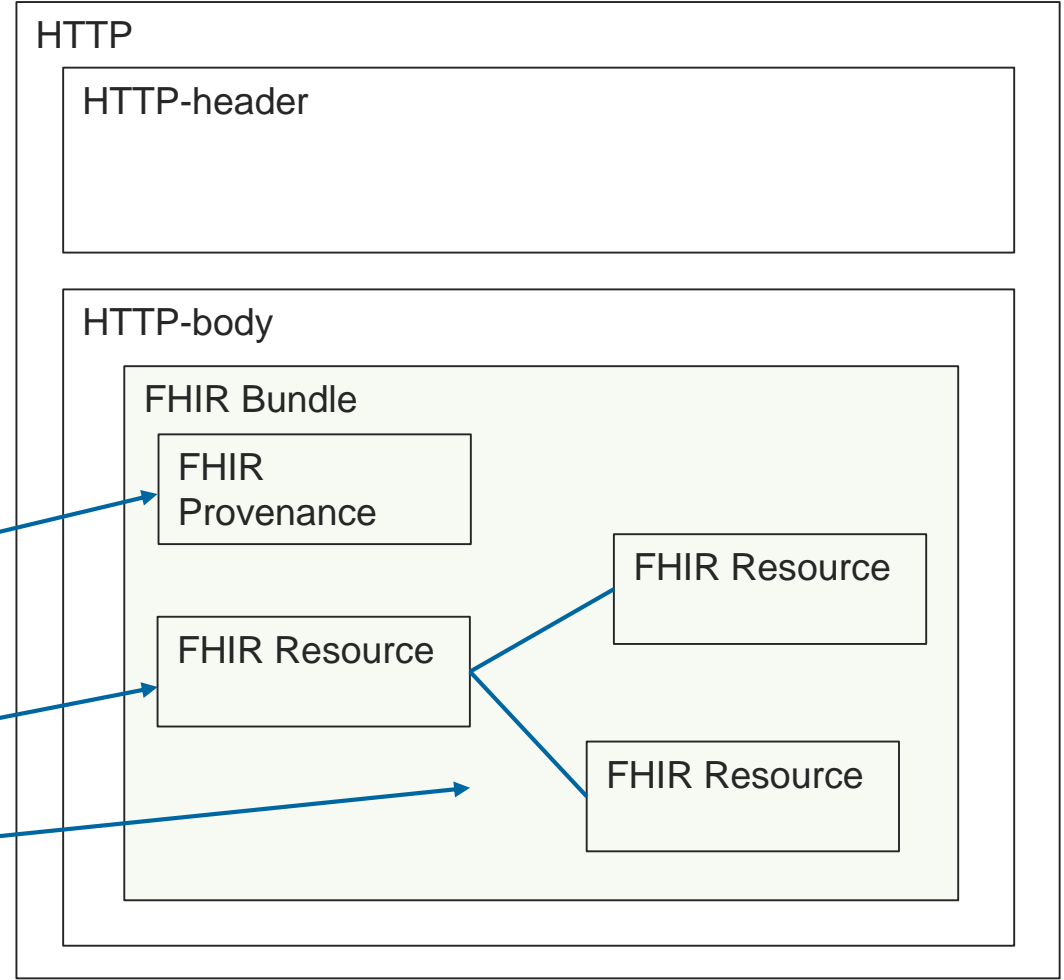 HTTP
HTTP-header
HTTP-body
FHIR Bundle
FHIR
Provenance
FHIR Resource
FHIR Resource
FHIR Resource